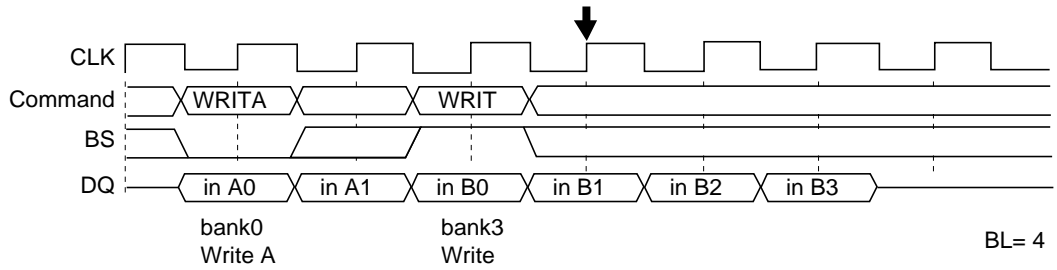 CLK
Command WRITA WRIT
BS
DQ in A0 in A1 in B0 in B1 in B2 in B3
bank0 bank3
Write A Write
BL= 4